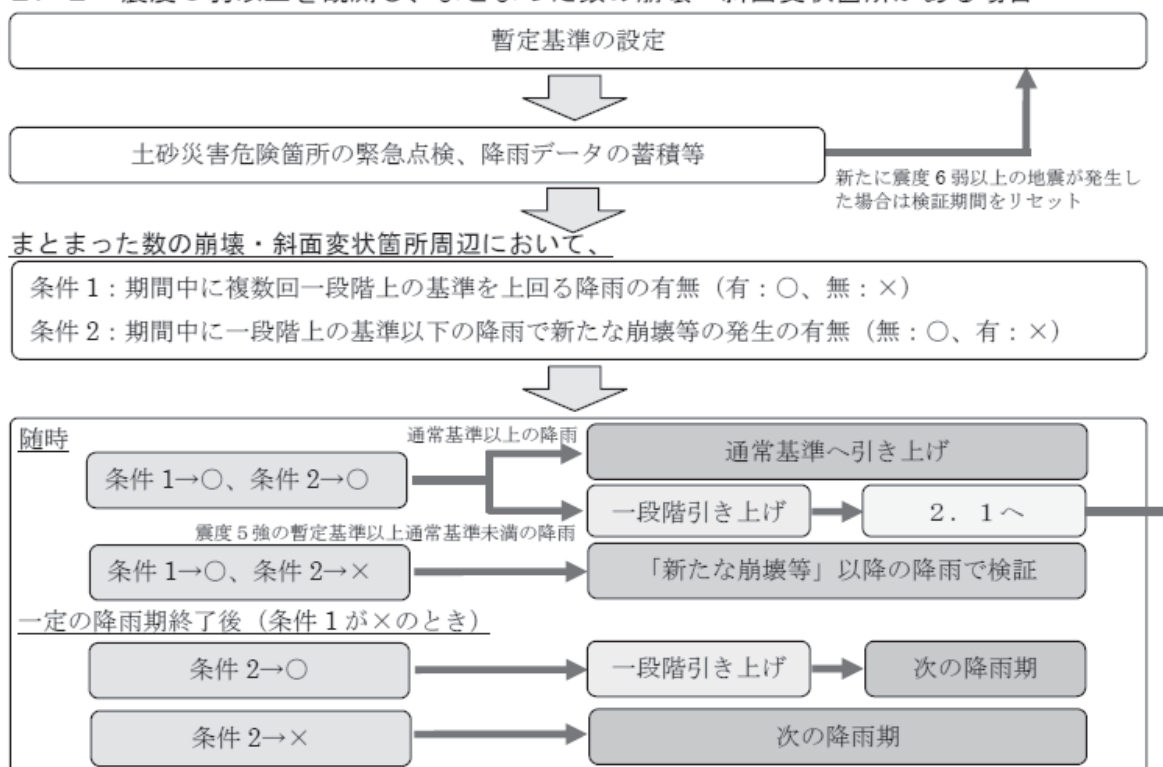 暫定基準の設定
土砂災害危険箇所の緊急点検、降雨データの蓄積等
新たに震度 6 弱以上の地震が発生し
た場合は検証期間をリセット
まとまった数の崩壊・斜面変状箇所周辺において、
条件 1：期間中に複数回一段階上の基準を上回る降雨の有無（有：○、無：×）
条件 2：期間中に一段階上の基準以下の降雨で新たな崩壊等の発生の有無（無：○、有：×）
随時
通常基準以上の降雨
通常基準へ引き上げ
条件 1→○、条件 2→○
一段階引き上げ
２．１へ
震度 5 強の暫定基準以上通常基準未満の降雨
条件 1→○、条件 2→×
「新たな崩壊等」以降の降雨で検証
一定の降雨期終了後（条件 1 が×のとき）
条件 2→○
一段階引き上げ
次の降雨期
条件 2→×
次の降雨期